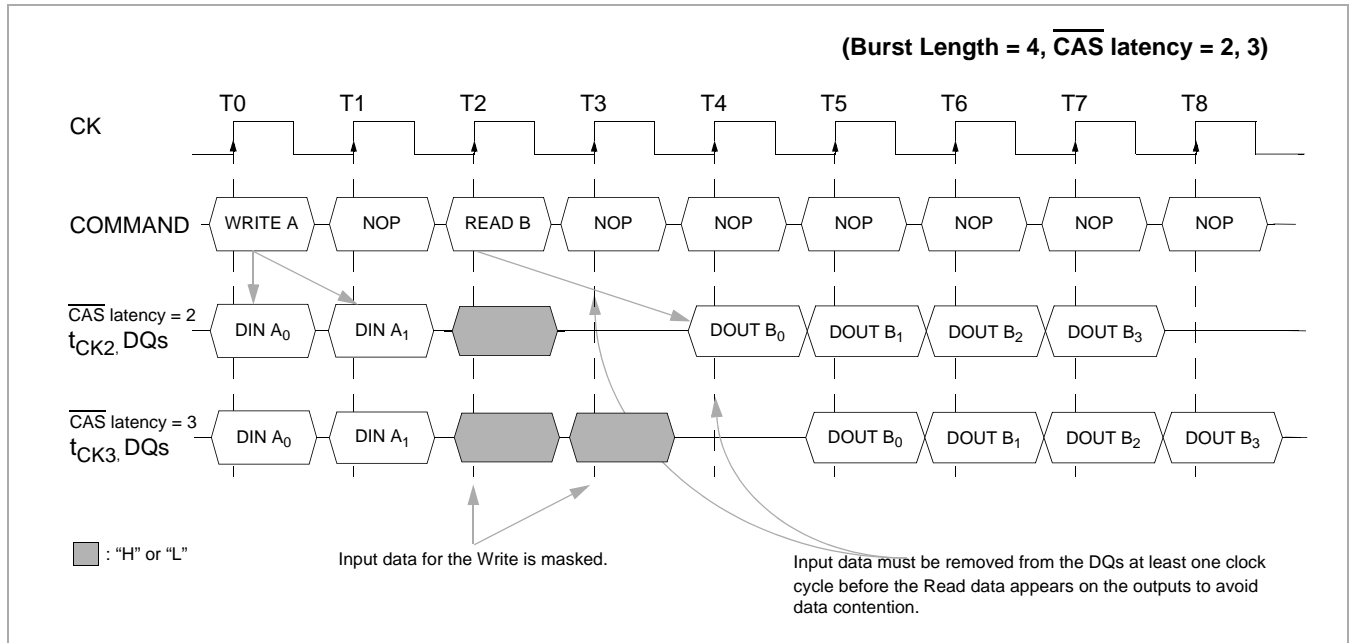 (Burst Length = 4, CAS latency = 2, 3)
T0 T1 T2 T3 T4 T5 T6 T7 T8
CK
COMMAND WRITE A NOP READ B NOP NOP NOP NOP NOP NOP
CAS latency = 2
tCK2, DQs DIN A0 DIN A1 DOUT B0 DOUT B1 DOUT B2 DOUT B3
CAS latency = 3
tCK3, DQs DIN A0 DIN A1 DOUT B0 DOUT B1 DOUT B2 DOUT B3
: “H” or “L”
Input data for the Write is masked.
Input data must be removed from the DQs at least one clock
cycle before the Read data appears on the outputs to avoid
data contention.